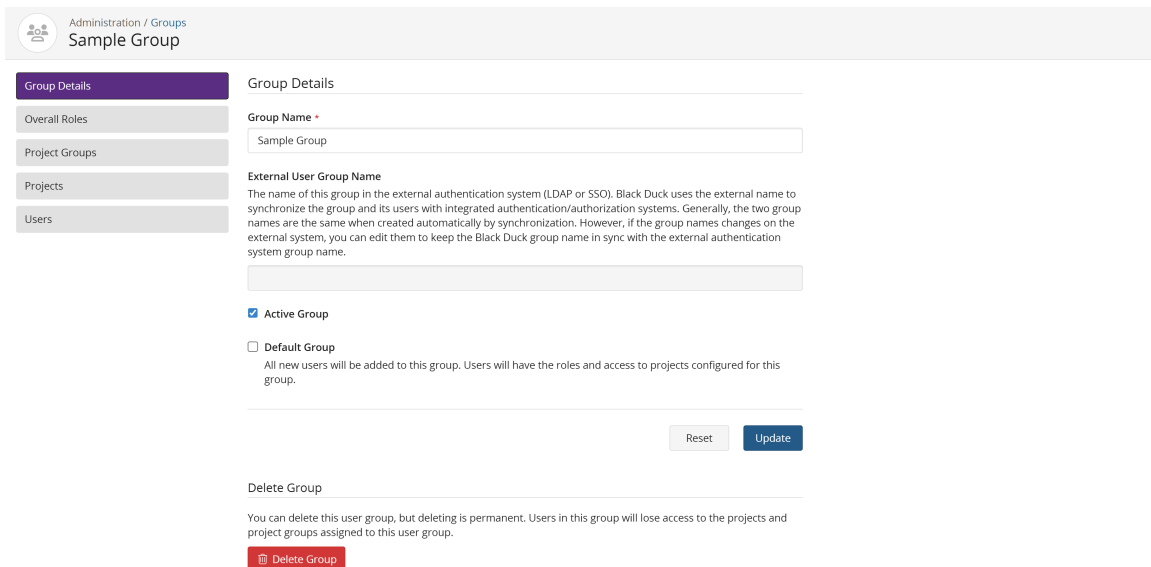 Administration / Groups
Sample Group
Group Details
Overall Roles
Project Groups
Projects
Users
Group Details
Group Name *
Sample Group
External User Group Name
The name of this group in the external authentication system (LDAP or SSO). Black Duck uses the external name to
synchronize the group and its users with integrated authentication/authorization systems. Generally, the two group
names are the same when created automatically by synchronization. However, if the group names changes on the
external system, you can edit them to keep the Black Duck group name in sync with the external authentication
system group name.
Active Group
Default Group
All new users will be added to this group. Users will have the roles and access to projects configured for this
group.
Reset
Update
Delete Group
You can delete this user group, but deleting is permanent. Users in this group will lose access to the projects and
project groups assigned to this user group.
Delete Group